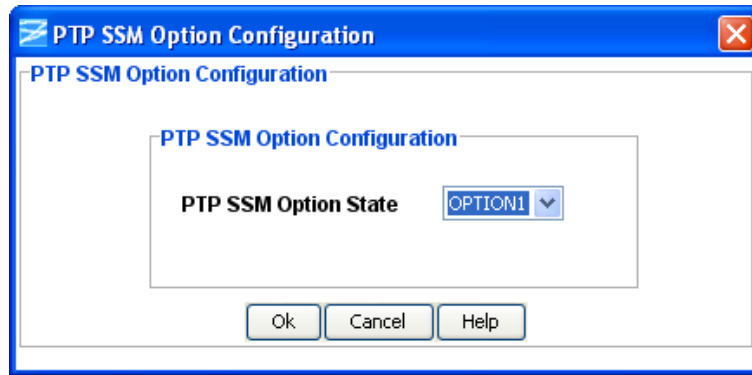 PTP SSM Option Configuration
PTP SSM Option Configuration
PTP SSM Option Configuration
PTP SSM Option State OPTION1
Ok Cancel Help